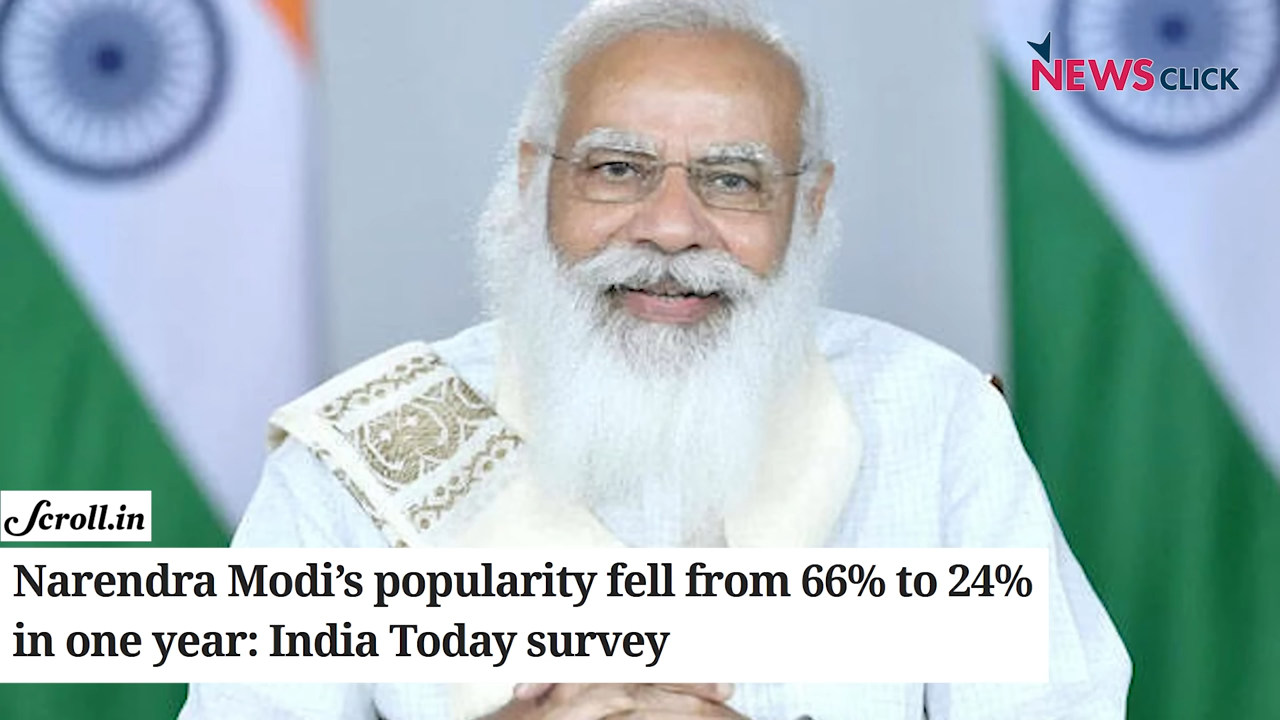 NEWSCLICK
Scroll.in
Narendra Modi’s popularity fell from 66% to 24%
in one year: India Today survey